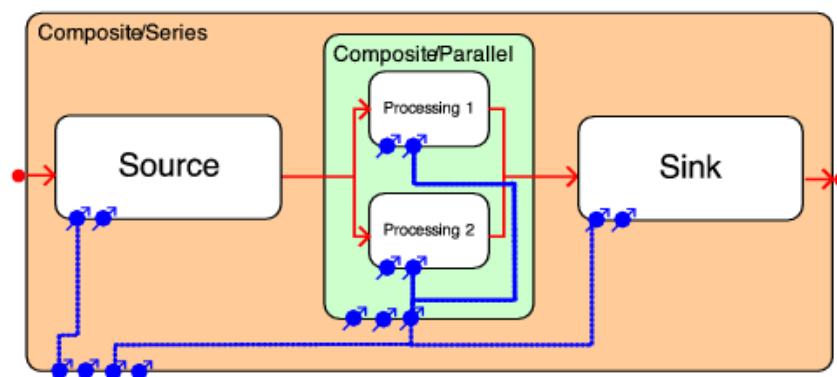 Composite/Series
Composite/Parallel
Processing 1
Source
Sink
Processing 2